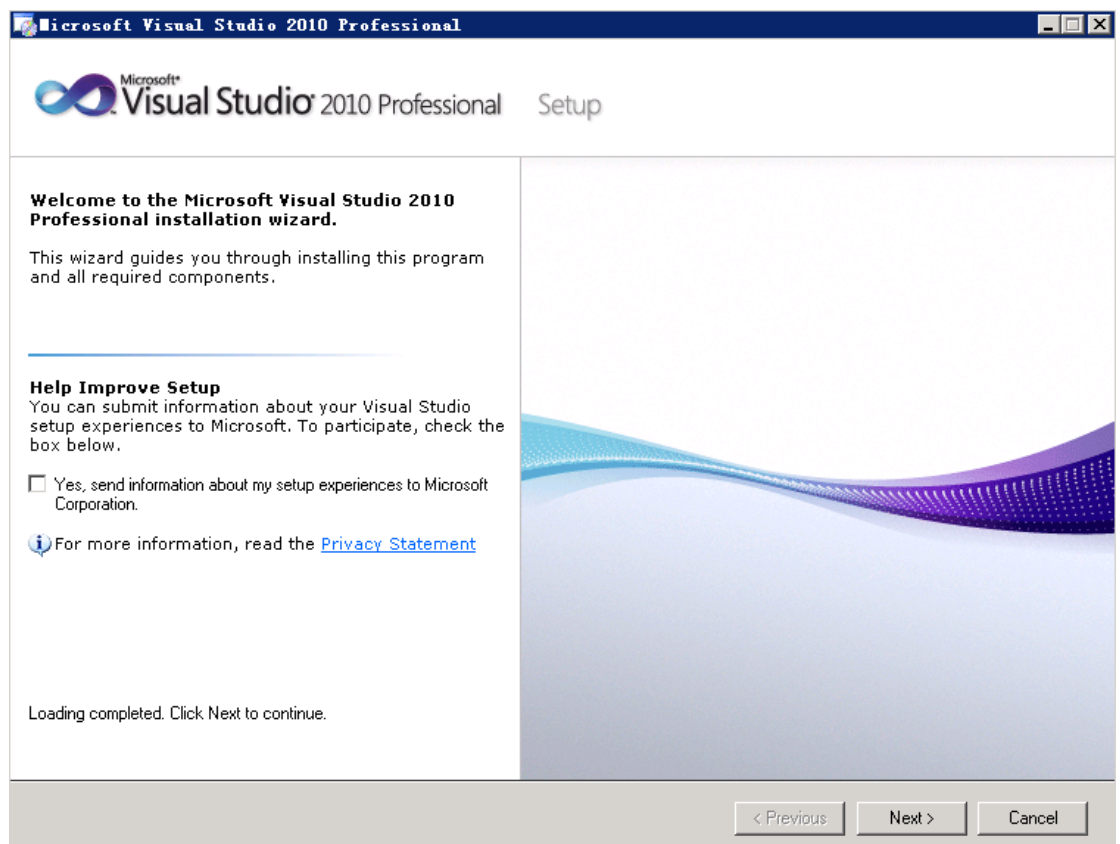 Microsoft Visual Studio 2010 Professional
Microsoft®
Visual Studio® 2010 Professional Setup
Welcome to the Microsoft Visual Studio 2010
Professional installation wizard.
This wizard guides you through installing this program
and all required components.
Help Improve Setup
You can submit information about your Visual Studio
setup experiences to Microsoft. To participate, check the
box below.
Yes, send information about my setup experiences to Microsoft
Corporation.
For more information, read the Privacy Statement
Loading completed. Click Next to continue.
< Previous
Next >
Cancel